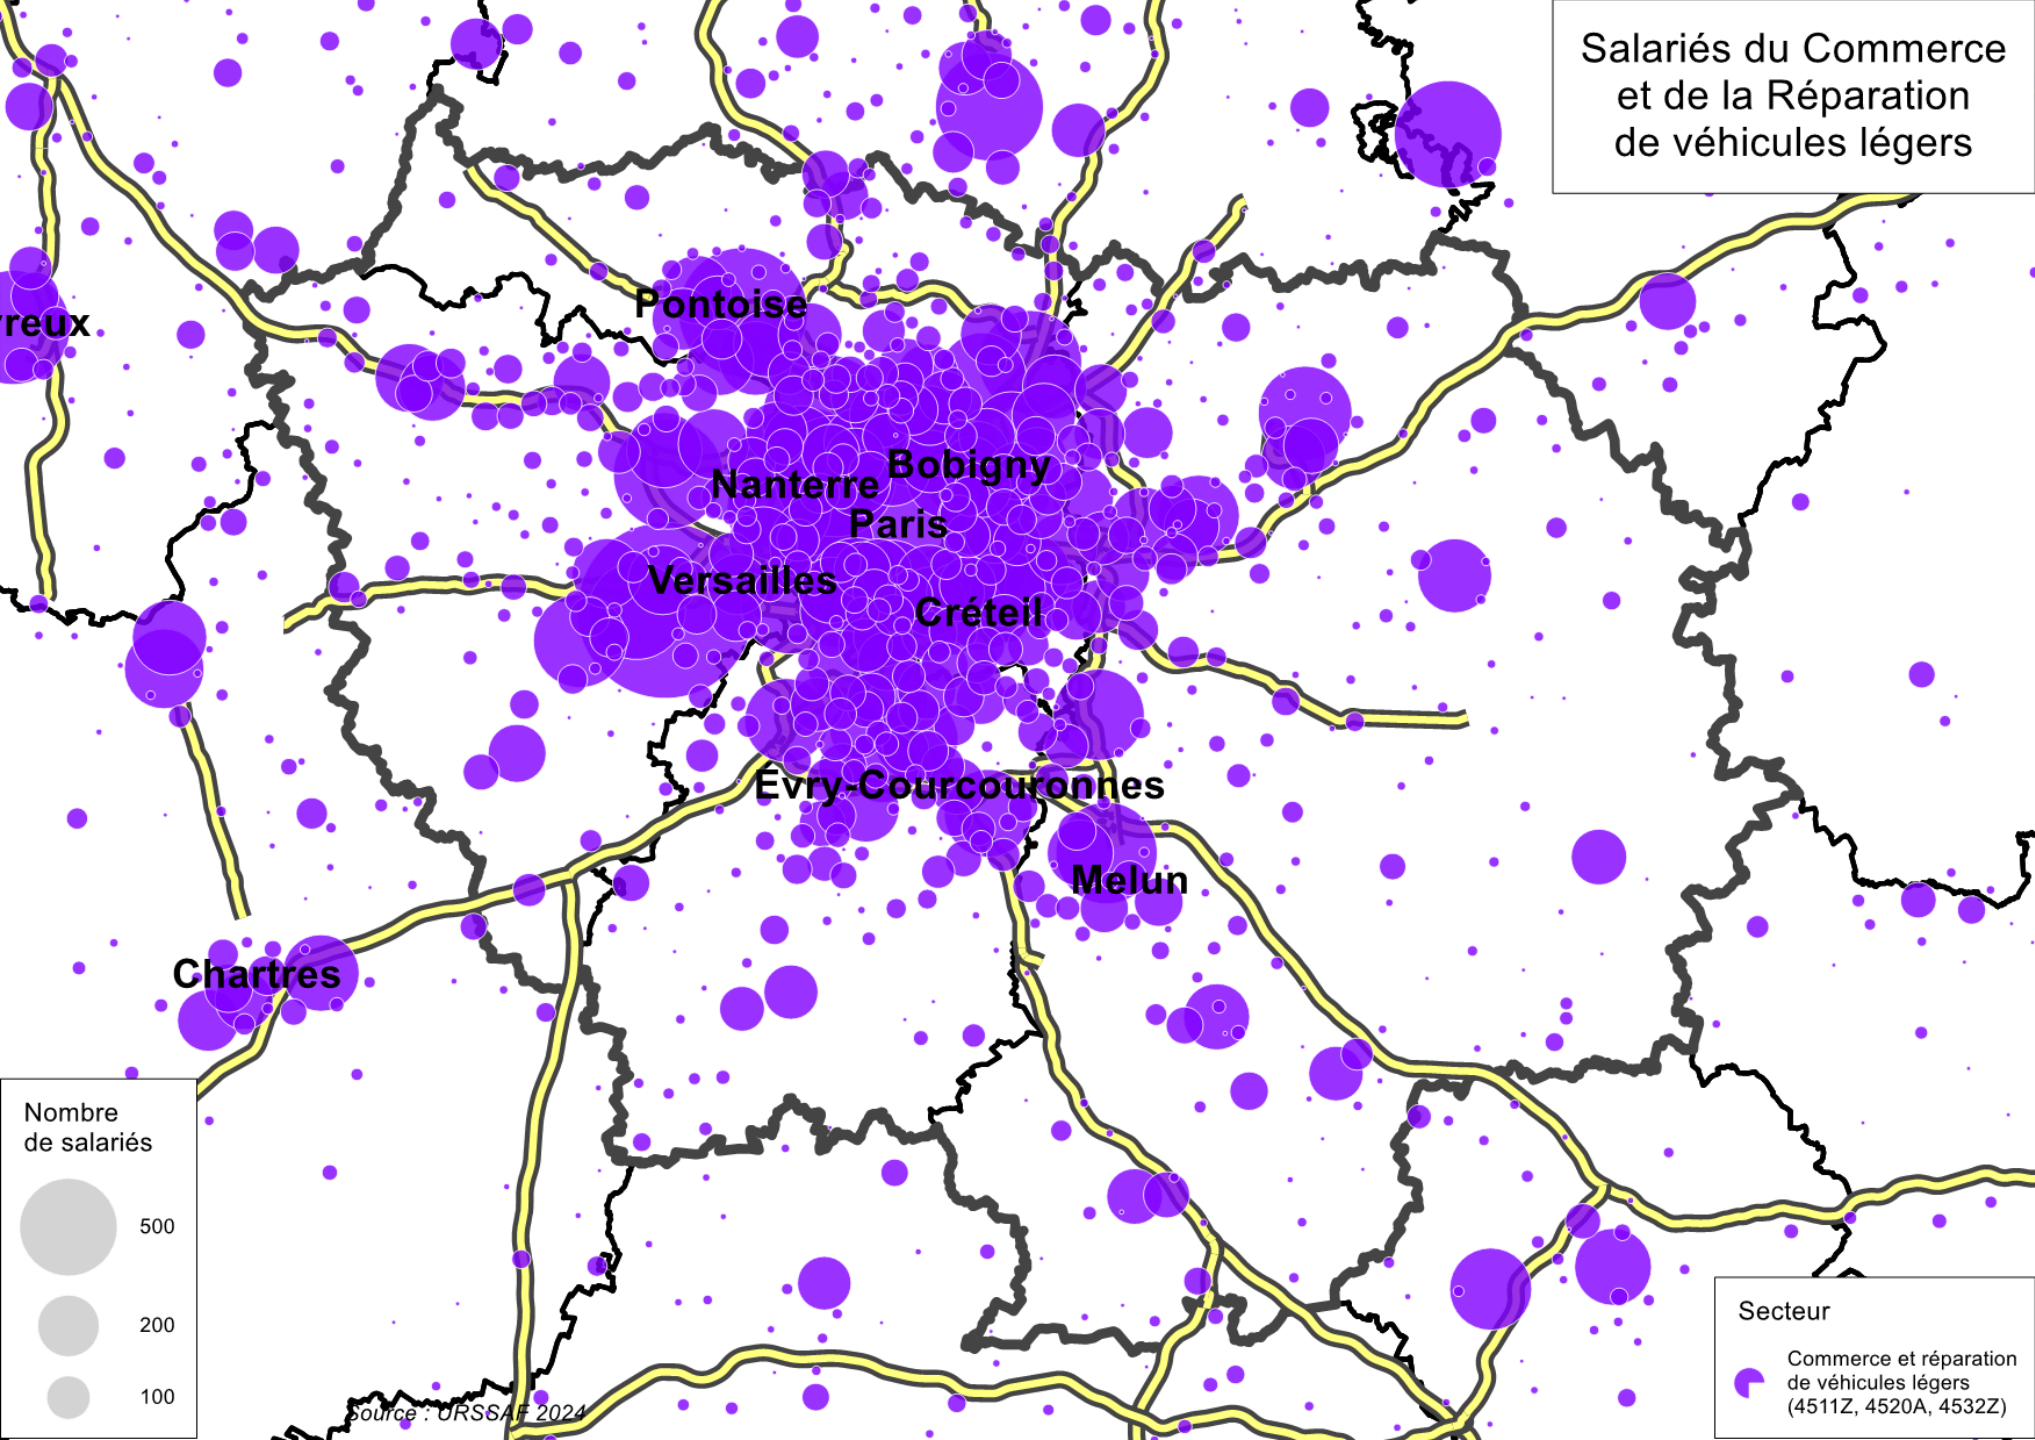 Salariés du Commerce
et de la Réparation
de véhicules légers
Pontoise
vreux
Bobigny
Nanterre
Paris
Versailles
Créteil
Evry-Courcouronnes
Melun
Chartres
Nombre
de salariés
500
200
100
Source : URSSAF 2024
Secteur
Commerce et réparation
de véhicules légers
(4511Z, 4520A, 4532Z)